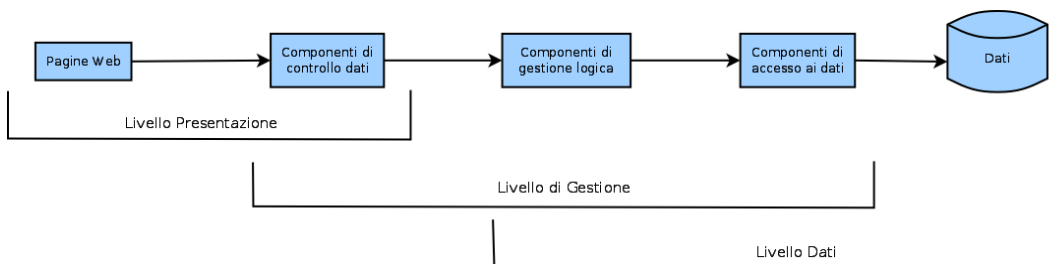 Pagine Web
Componenti di
controllo dati
Componenti di
gestione logica
Componenti di
accesso ai dati
Dati
Livello Presentazione
Livello di Gestione
Livello Dati